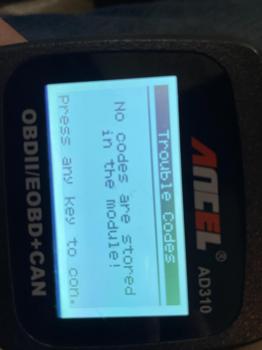 ANCEL® AD310
Trouble Codes
No codes are stored
in the module!
Press any key to con.
OBDII/EOBD+CAN